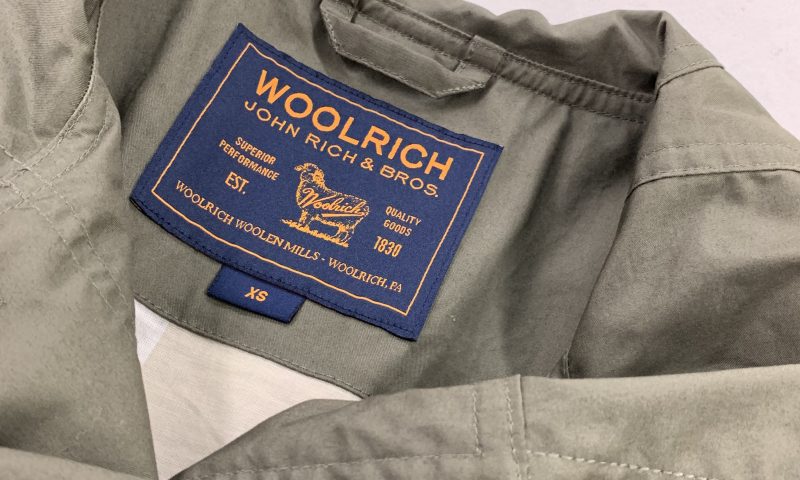 WOOLRICH
JOHN RICH & BROS.
SUPERIOR
PERFORMANCE
EST.
Woolrich
QUALITY
GOODS
1830
WOOLRICH WOOLEN MILLS - WOOLRICH, PA
XS